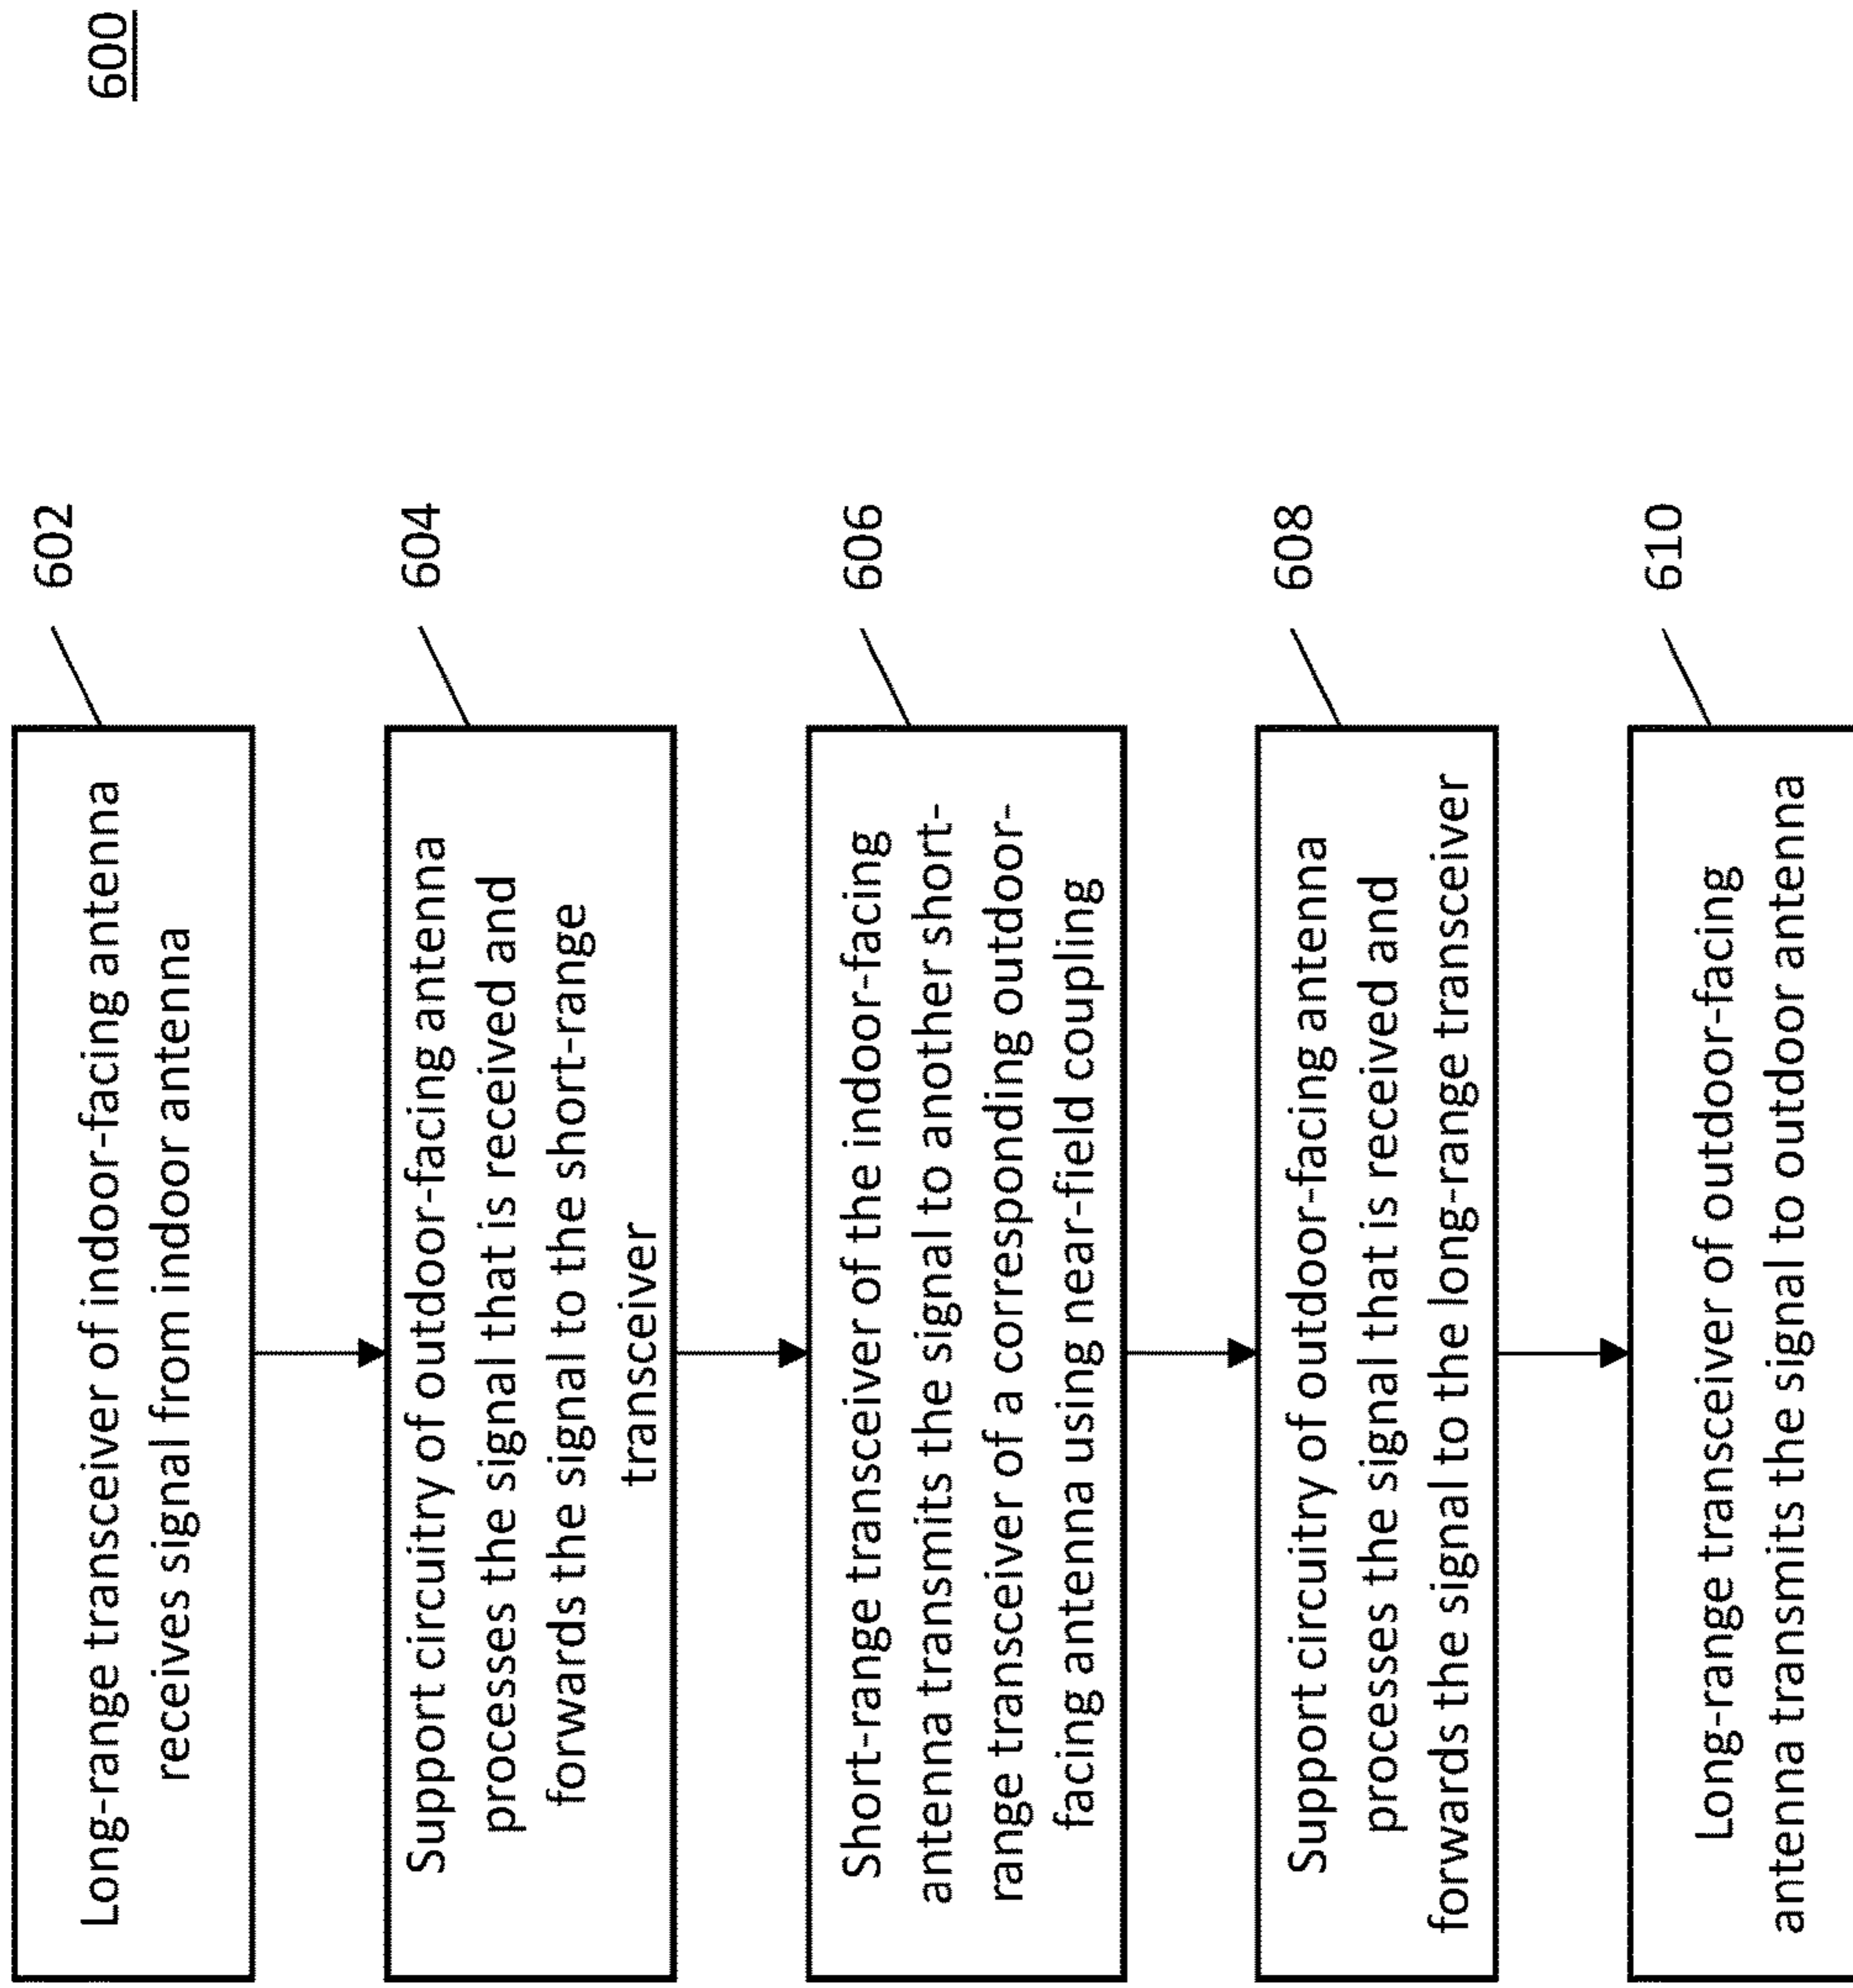 600
Long-range transceiver of indoor-facing antenna
receives signal from indoor antenna
602
Support circuitry of outdoor-facing antenna
processes the signal that is received and
forwards the signal to the short-range
transceiver
604
Short-range transceiver of the indoor-facing
antenna transmits the signal to another short-
range transceiver of a corresponding outdoor-
facing antenna using near-field coupling
606
Support circuitry of outdoor-facing antenna
processes the signal that is received and
forwards the signal to the long-range transceiver
608
Long-range transceiver of outdoor-facing
antenna transmits the signal to outdoor antenna
610